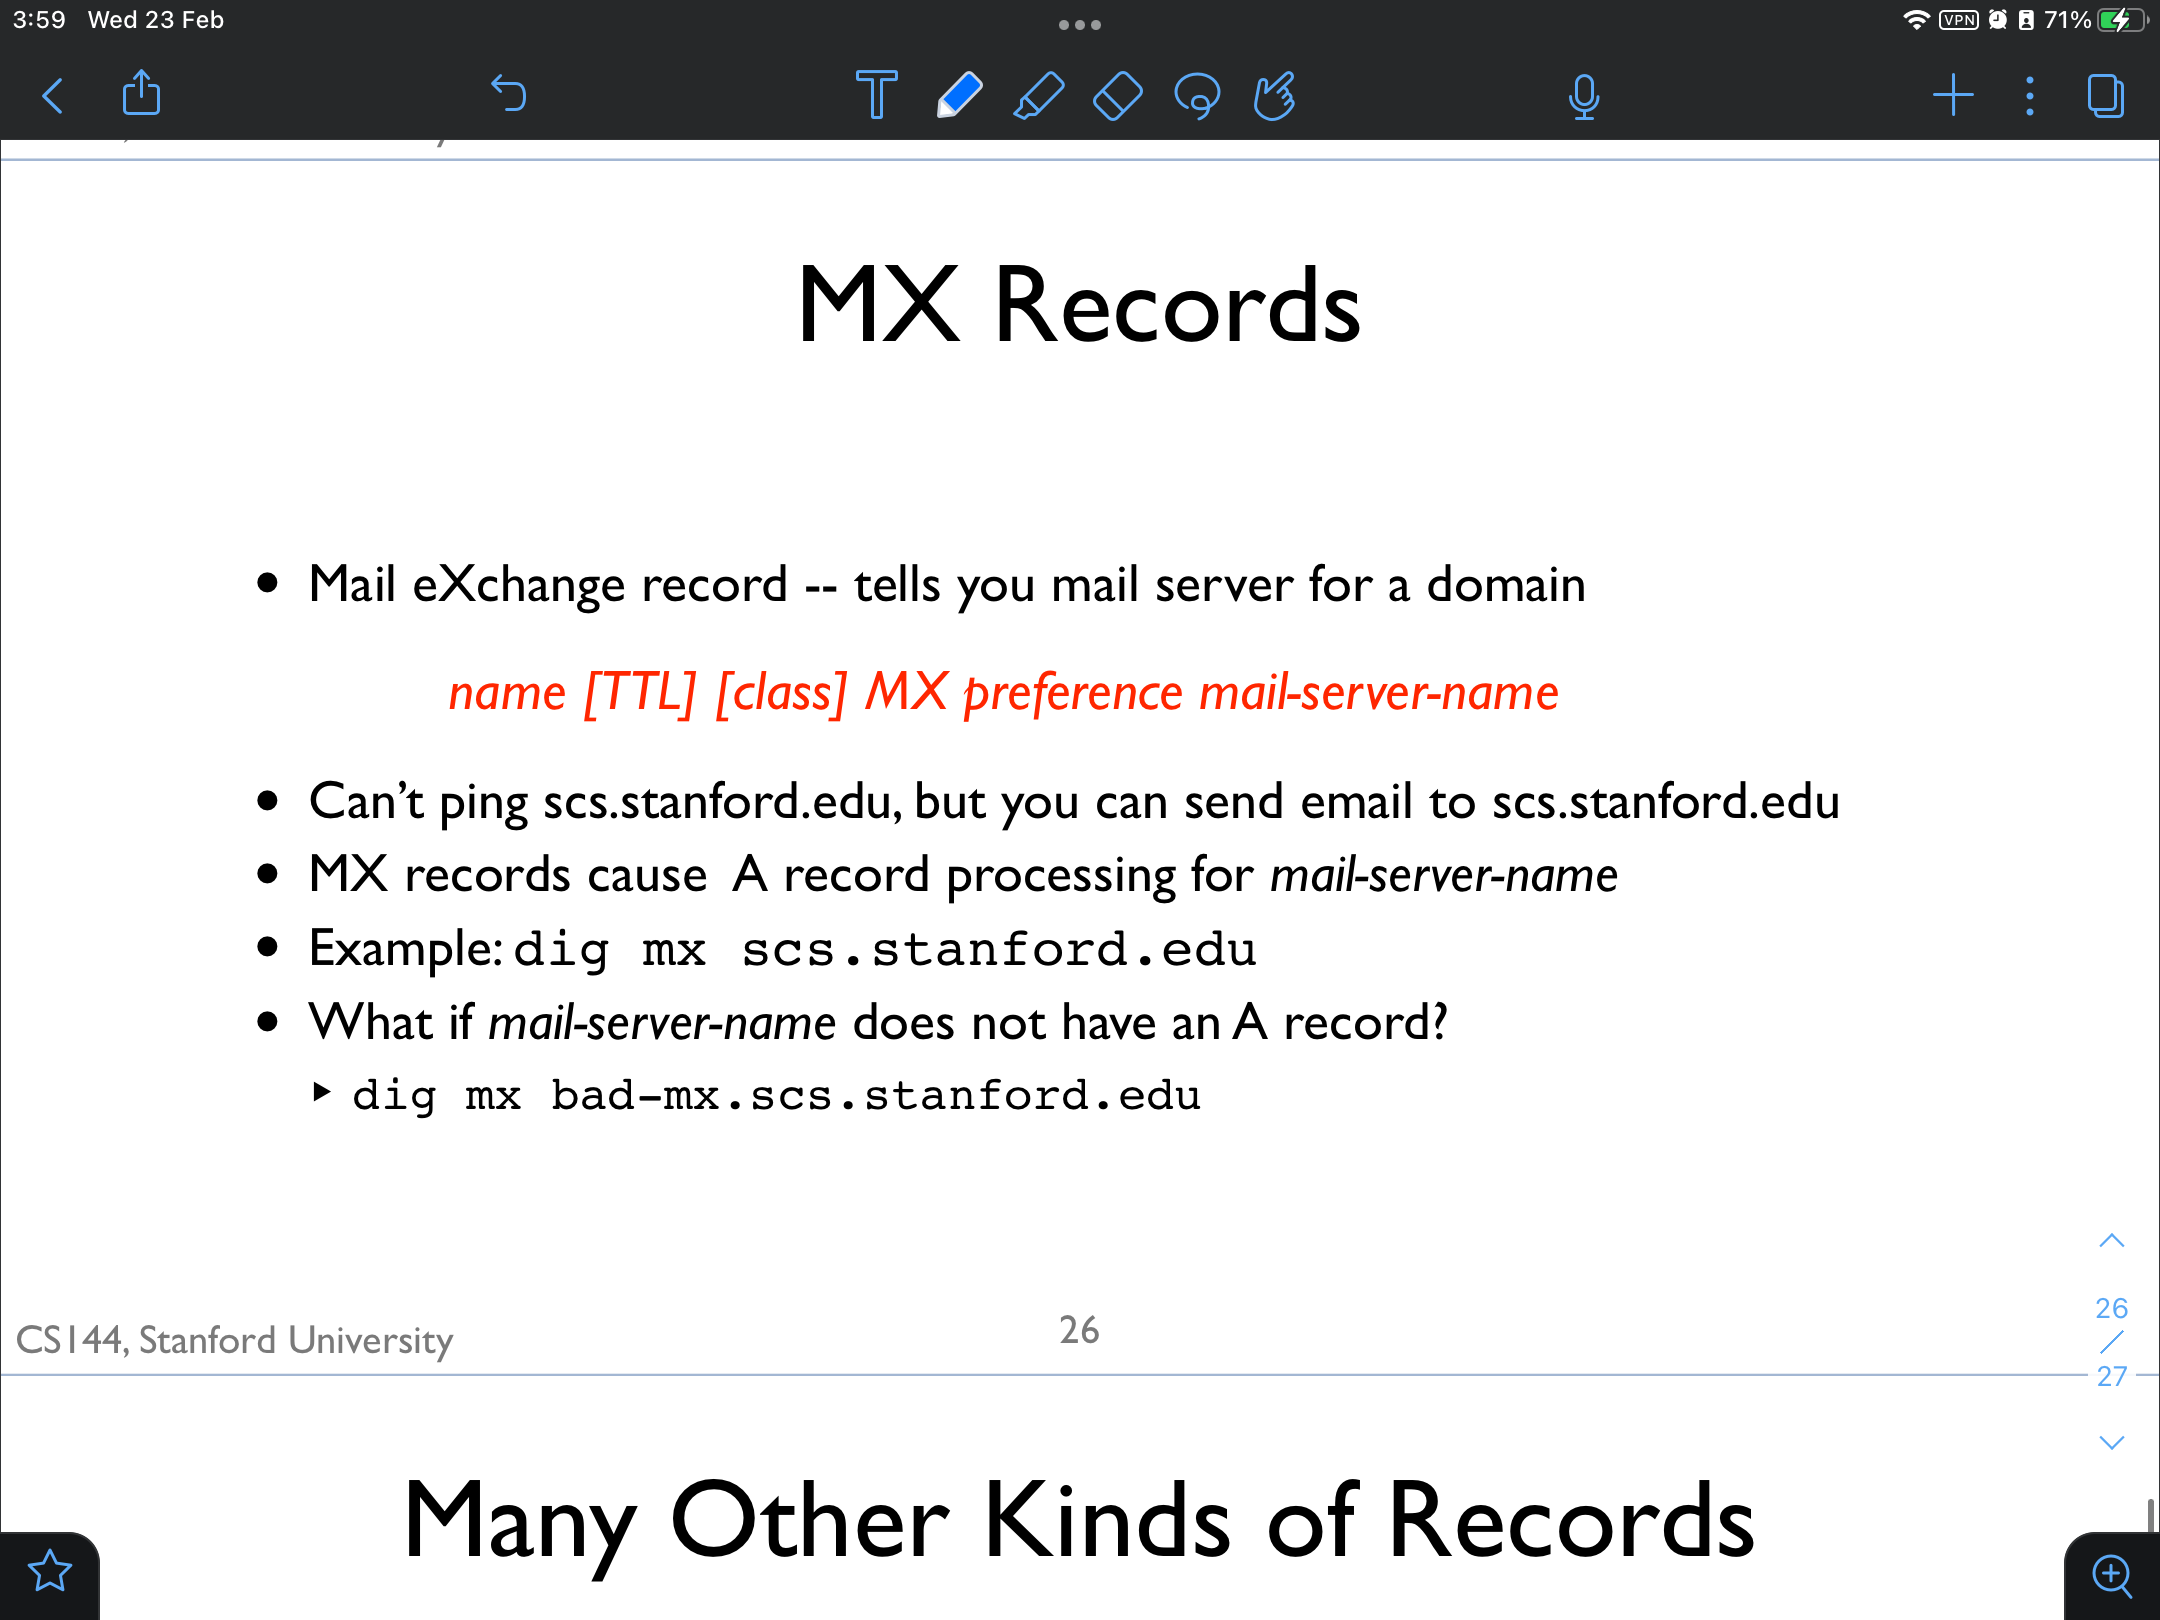 3:59 Wed 23 Feb
VPN 71%
MX Records
• Mail eXchange record -- tells you mail server for a domain
name [TTL] [class] MX preference mail-server-name
• Can’t ping scs.stanford.edu, but you can send email to scs.stanford.edu
• MX records cause A record processing for mail-server-name
• Example: dig mx scs.stanford.edu
• What if mail-server-name does not have an A record?
▸ dig mx bad-mx.scs.stanford.edu
CS144, Stanford University
26
26
/
27
Many Other Kinds of Records